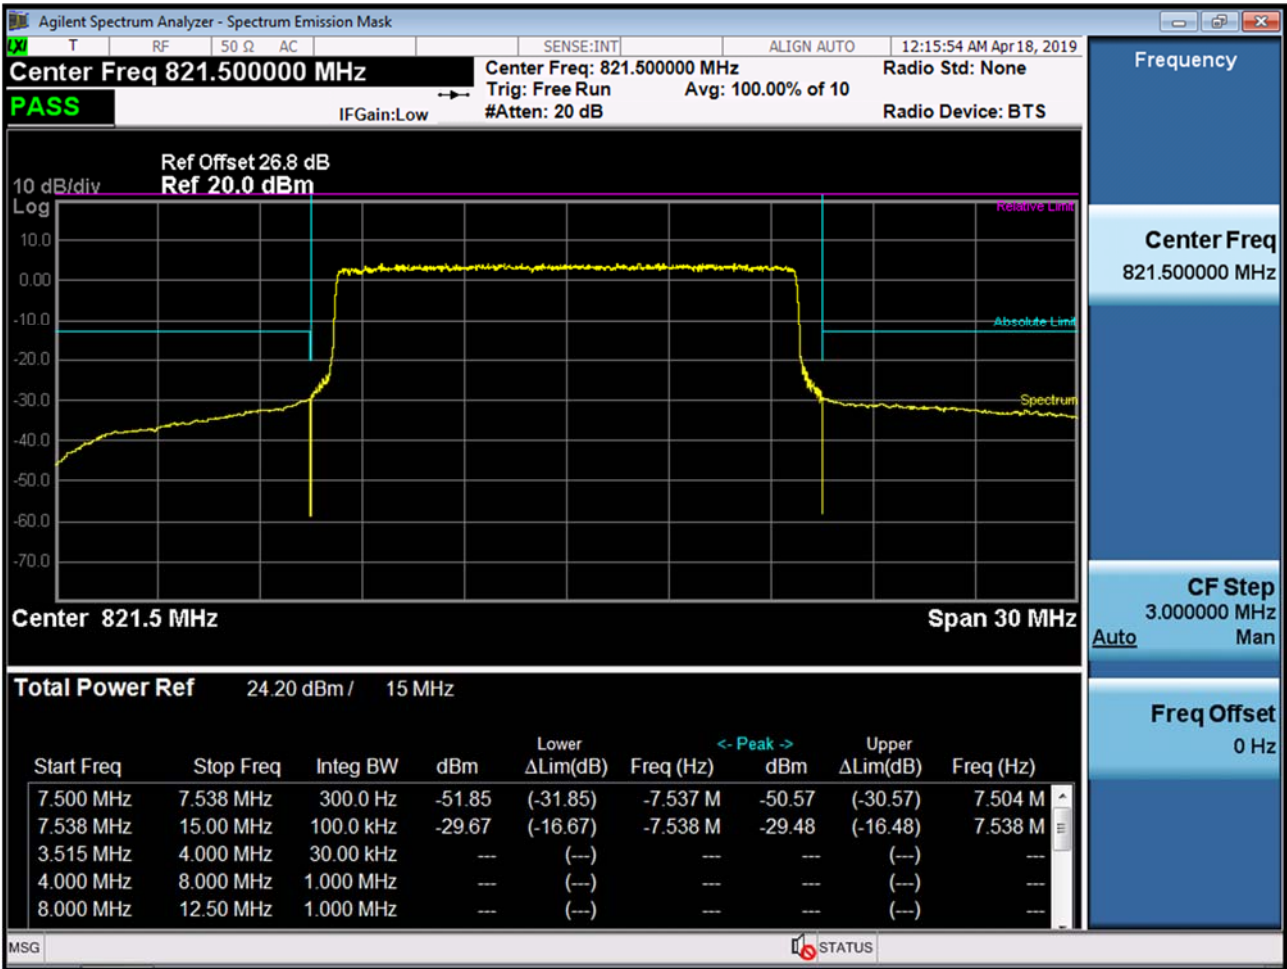 Agilent Spectrum Analyzer - Spectrum Emission Mask
LXI T RF 50 Ω AC SENSE:INT ALIGN AUTO 12:15:54 AM Apr 18, 2019
Center Freq 821.500000 MHz
PASS
IFGain:Low
Center Freq: 821.500000 MHz
Trig: Free Run Avg: 100.00% of 10
#Atten: 20 dB
Radio Std: None
Radio Device: BTS
Ref Offset 26.8 dB
10 dB/div Ref 20.0 dBm
Log
Relative Limit
10.0
0.00
-10.0
Absolute Limit
-20.0
-30.0
Spectrum
-40.0
-50.0
-60.0
-70.0
Center 821.5 MHz Span 30 MHz
Total Power Ref 24.20 dBm / 15 MHz
Lower <- Peak -> Upper
Start Freq Stop Freq Integ BW dBm ΔLim(dB) Freq (Hz) dBm ΔLim(dB) Freq (Hz)
7.500 MHz 7.538 MHz 300.0 Hz -51.85 (-31.85) -7.537 M -50.57 (-30.57) 7.504 M
7.538 MHz 15.00 MHz 100.0 kHz -29.67 (-16.67) -7.538 M -29.48 (-16.48) 7.538 M
3.515 MHz 4.000 MHz 30.00 kHz --- (---) --- --- (---) ---
4.000 MHz 8.000 MHz 1.000 MHz --- (---) --- --- (---) ---
8.000 MHz 12.50 MHz 1.000 MHz --- (---) --- --- (---) ---
MSG STATUS
Frequency
Center Freq
821.500000 MHz
CF Step
3.000000 MHz
Auto Man
Freq Offset
0 Hz